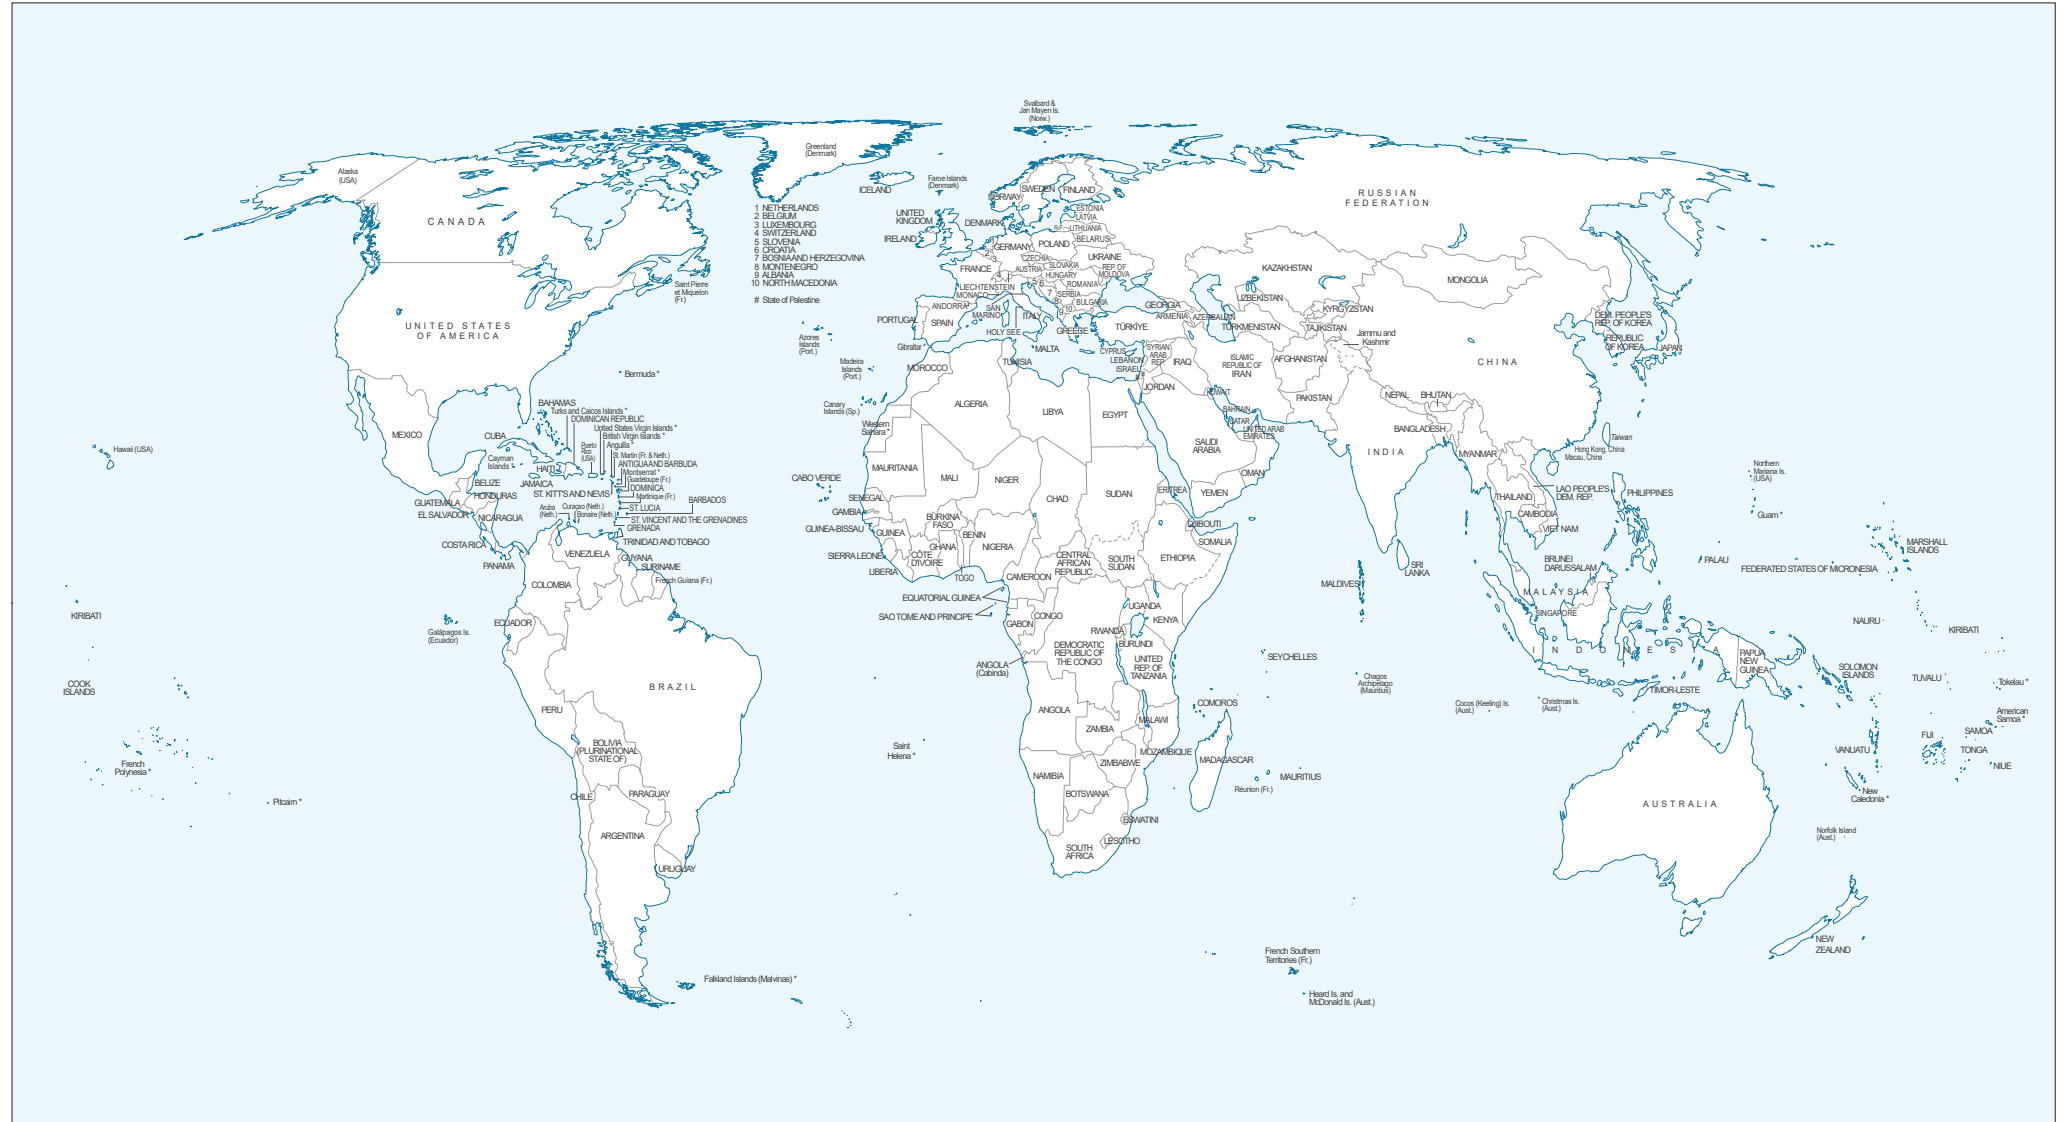 Svalbard &
Jan Mayen Is.
(Norw.)
Greenland
(Denmark)
Alaska
(USA)
ICELAND
Faroe Islands
(Denmark)
NORWAY
SWEDEN
FINLAND
RUSSIAN
FEDERATION
CANADA
1 NETHERLANDS
2 BELGIUM
3 LUXEMBOURG
4 SWITZERLAND
5 SLOVENIA
6 CROATIA
7 BOSNIA AND HERZEGOVINA
8 MONTENEGRO
9 ALBANIA
10 NORTH MACEDONIA
# State of Palestine
UNITED
KINGDOM
IRELAND
DENMARK
ESTONIA
LATVIA
LITHUANIA
R.F.
BELARUS
GERMANY
POLAND
2
3
CZECHIA
SLOVAKIA
UKRAINE
REP. OF
MOLDOVA
FRANCE
4
AUSTRIA
HUNGARY
ROMANIA
5
6
7
SERBIA
8
BULGARIA
9
10
LIECHTENSTEIN
MONACO
ANDORRA
SAN
MARINO
HOLY SEE
ITALY
GREECE
PORTUGAL
SPAIN
Gibraltar *
MALTA
KAZAKHSTAN
MONGOLIA
GEORGIA
ARMENIA
AZERBAIJAN
UZBEKISTAN
KYRGYZSTAN
TÜRKİYE
TURKMENISTAN
TAJIKISTAN
Jammu and
Kashmir
CHINA
DEM. PEOPLE'S
REP. OF KOREA
REPUBLIC
OF KOREA
JAPAN
Saint Pierre
et Miquelon
(Fr.)
UNITED STATES
OF AMERICA
Bermuda *
Azores
Islands
(Port.)
Madeira
Islands
(Port.)
Canary
Islands (Sp.)
Western
Sahara *
MOROCCO
TUNISIA
ALGERIA
LIBYA
EGYPT
CYPRUS
LEBANON
ISRAEL
SYRIAN
ARAB
REP.
#
IRAQ
JORDAN
ISLAMIC
REPUBLIC OF
IRAN
AFGHANISTAN
KUWAIT
PAKISTAN
BAHRAIN
QATAR
UNITED ARAB
EMIRATES
SAUDI
ARABIA
OMAN
YEMEN
NEPAL
BHUTAN
BANGLADESH
INDIA
MYANMAR
Taiwan
Hong Kong, China
Macau, China
Hawaii (USA)
MEXICO
BAHAMAS
Turks and Caicos Islands *
DOMINICAN REPUBLIC
United States Virgin Islands *
British Virgin Islands *
Anguilla *
St. Martin (Fr. & Neth.)
ANTIGUA AND BARBUDA
Montserrat *
Guadeloupe (Fr.)
DOMINICA
Martinique (Fr.)
BARBADOS
ST. LUCIA
ST. VINCENT AND THE GRENADINES
GRENADA
TRINIDAD AND TOBAGO
CUBA
Cayman
Islands *
Puerto
Rico
(USA)
HAITI
JAMAICA
ST. KITTS AND NEVIS
BELIZE
HONDURAS
GUATEMALA
EL SALVADOR
NICARAGUA
COSTA RICA
PANAMA
Aruba
(Neth.)
Curaçao (Neth.)
Bonaire (Neth.)
VENEZUELA
GUYANA
SURINAME
French Guiana (Fr.)
COLOMBIA
ECUADOR
Galápagos Is.
(Ecuador)
BRAZIL
PERU
BOLIVIA
(PLURINATIONAL
STATE OF)
PARAGUAY
CHILE
ARGENTINA
URUGUAY
Falkland Islands (Malvinas) *
KIRIBATI
COOK
ISLANDS
French
Polynesia *
Pitcairn *
CABO VERDE
MAURITANIA
MALI
NIGER
CHAD
SUDAN
ERITREA
DJIBOUTI
SENEGAL
GAMBIA
GUINEA-BISSAU
GUINEA
SIERRA LEONE
LIBERIA
CÔTE
D'IVOIRE
BURKINA
FASO
GHANA
TOGO
BENIN
NIGERIA
CAMEROON
CENTRAL
AFRICAN
REPUBLIC
SOUTH
SUDAN
ETHIOPIA
SOMALIA
EQUATORIAL GUINEA
SAO TOME AND PRINCIPE
GABON
CONGO
UGANDA
KENYA
RWANDA
BURUNDI
DEMOCRATIC
REPUBLIC OF
THE CONGO
UNITED
REP. OF
TANZANIA
ANGOLA
(Cabinda)
ANGOLA
ZAMBIA
MALAWI
MOZAMBIQUE
ZIMBABWE
NAMIBIA
BOTSWANA
ESWATINI
LESOTHO
SOUTH
AFRICA
COMOROS
MADAGASCAR
MAURITIUS
Réunion (Fr.)
SEYCHELLES
Saint
Helena *
Chagos
Archipelago
(Mauritius)
MALDIVES
SRI
LANKA
THAILAND
LAO PEOPLE'S
DEM. REP.
CAMBODIA
VIET NAM
PHILIPPINES
BRUNEI
DARUSSALAM
MALAYSIA
SINGAPORE
INDONESIA
TIMOR-LESTE
PAPUA
NEW
GUINEA
Cocos (Keeling) Is.
(Aust.)
Christmas Is.
(Aust.)
Northern
Mariana Is.
(USA)
Guam *
PALAU
FEDERATED STATES OF MICRONESIA
MARSHALL
ISLANDS
NAURU
KIRIBATI
SOLOMON
ISLANDS
TUVALU
Tokelau *
American
Samoa *
SAMOA
FIJI
VANUATU
TONGA
NIUE
New
Caledonia *
AUSTRALIA
Norfolk Island
(Aust.)
NEW
ZEALAND
French Southern
Territories (Fr.)
Heard Is. and
McDonald Is. (Aust.)